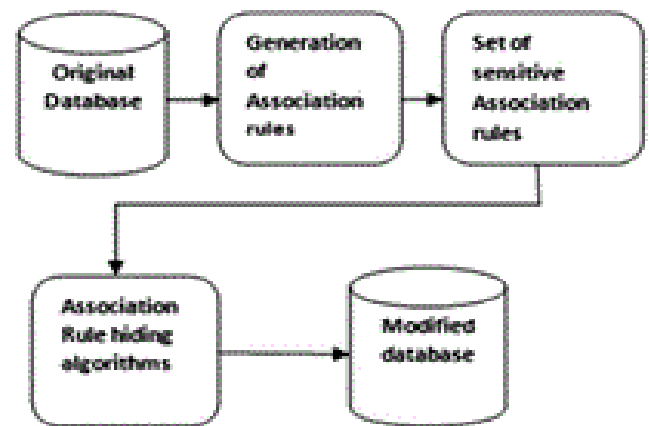 Original
Database
Generation
of
Association
rules
Set of
sensitive
Association
rules
Association
Rule hiding
algorithms
Modified
database